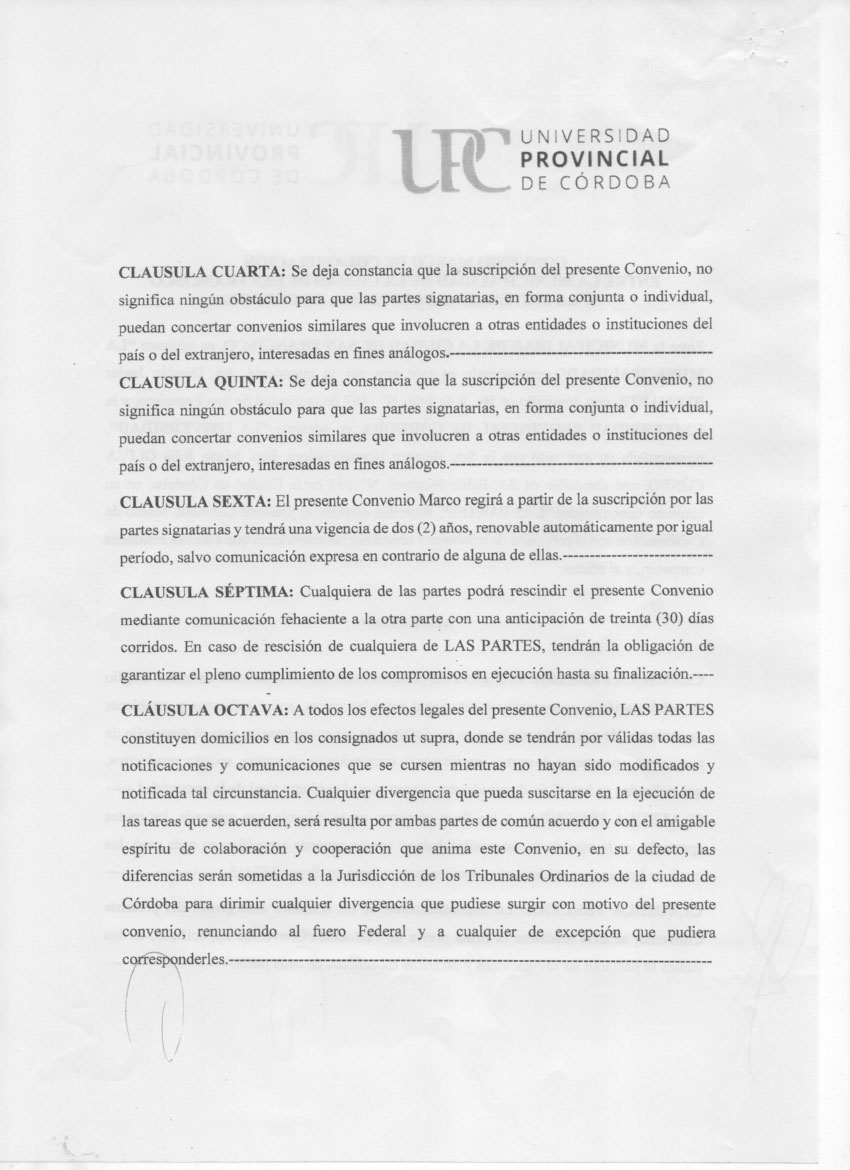 UPC
UNIVERSIDAD
PROVINCIAL
DE CÓRDOBA
CLAUSULA CUARTA: Se deja constancia que la suscripción del presente Convenio, no
significa ningún obstáculo para que las partes signatarias, en forma conjunta o individual,
puedan concertar convenios similares que involucren a otras entidades o instituciones del
país o del extranjero, interesadas en fines análogos.----------------------------------------
CLAUSULA QUINTA: Se deja constancia que la suscripción del presente Convenio, no
significa ningún obstáculo para que las partes signatarias, en forma conjunta o individual,
puedan concertar convenios similares que involucren a otras entidades o instituciones del
país o del extranjero, interesadas en fines análogos.----------------------------------------
CLAUSULA SEXTA: El presente Convenio Marco regirá a partir de la suscripción por las
partes signatarias y tendrá una vigencia de dos (2) años, renovable automáticamente por igual
período, salvo comunicación expresa en contrario de alguna de ellas.----------------------------
CLAUSULA SÉPTIMA: Cualquiera de las partes podrá rescindir el presente Convenio
mediante comunicación fehaciente a la otra parte con una anticipación de treinta (30) días
corridos. En caso de rescisión de cualquiera de LAS PARTES, tendrán la obligación de
garantizar el pleno cumplimiento de los compromisos en ejecución hasta su finalización.----
CLÁUSULA OCTAVA: A todos los efectos legales del presente Convenio, LAS PARTES
constituyen domicilios en los consignados ut supra, donde se tendrán por válidas todas las
notificaciones y comunicaciones que se cursen mientras no hayan sido modificados y
notificada tal circunstancia. Cualquier divergencia que pueda suscitarse en la ejecución de
las tareas que se acuerden, será resulta por ambas partes de común acuerdo y con el amigable
espíritu de colaboración y cooperación que anima este Convenio, en su defecto, las
diferencias serán sometidas a la Jurisdicción de los Tribunales Ordinarios de la ciudad de
Córdoba para dirimir cualquier divergencia que pudiese surgir con motivo del presente
convenio, renunciando al fuero Federal y a cualquier de excepción que pudiera
corresponderles.--------------------------------------------------------------------------